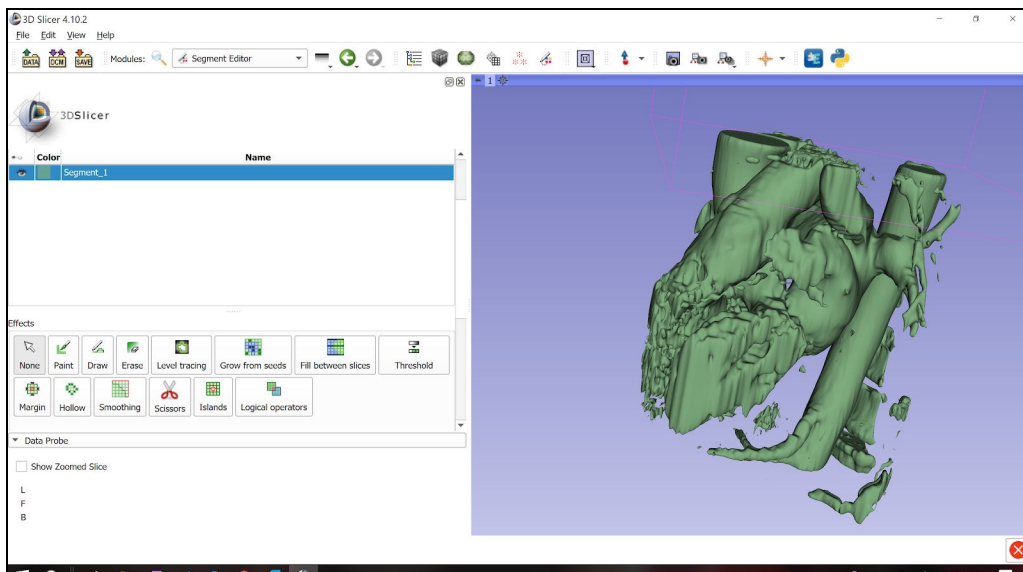 3D Slicer 4.10.2
File Edit View Help
DATA DCM SAVE Modules: Segment Editor
1
3DSlicer
Color Name
Segment_1
Effects
None Paint Draw Erase Level tracing Grow from seeds Fill between slices Threshold
Margin Hollow Smoothing Scissors Islands Logical operators
Data Probe
Show Zoomed Slice
L
F
B